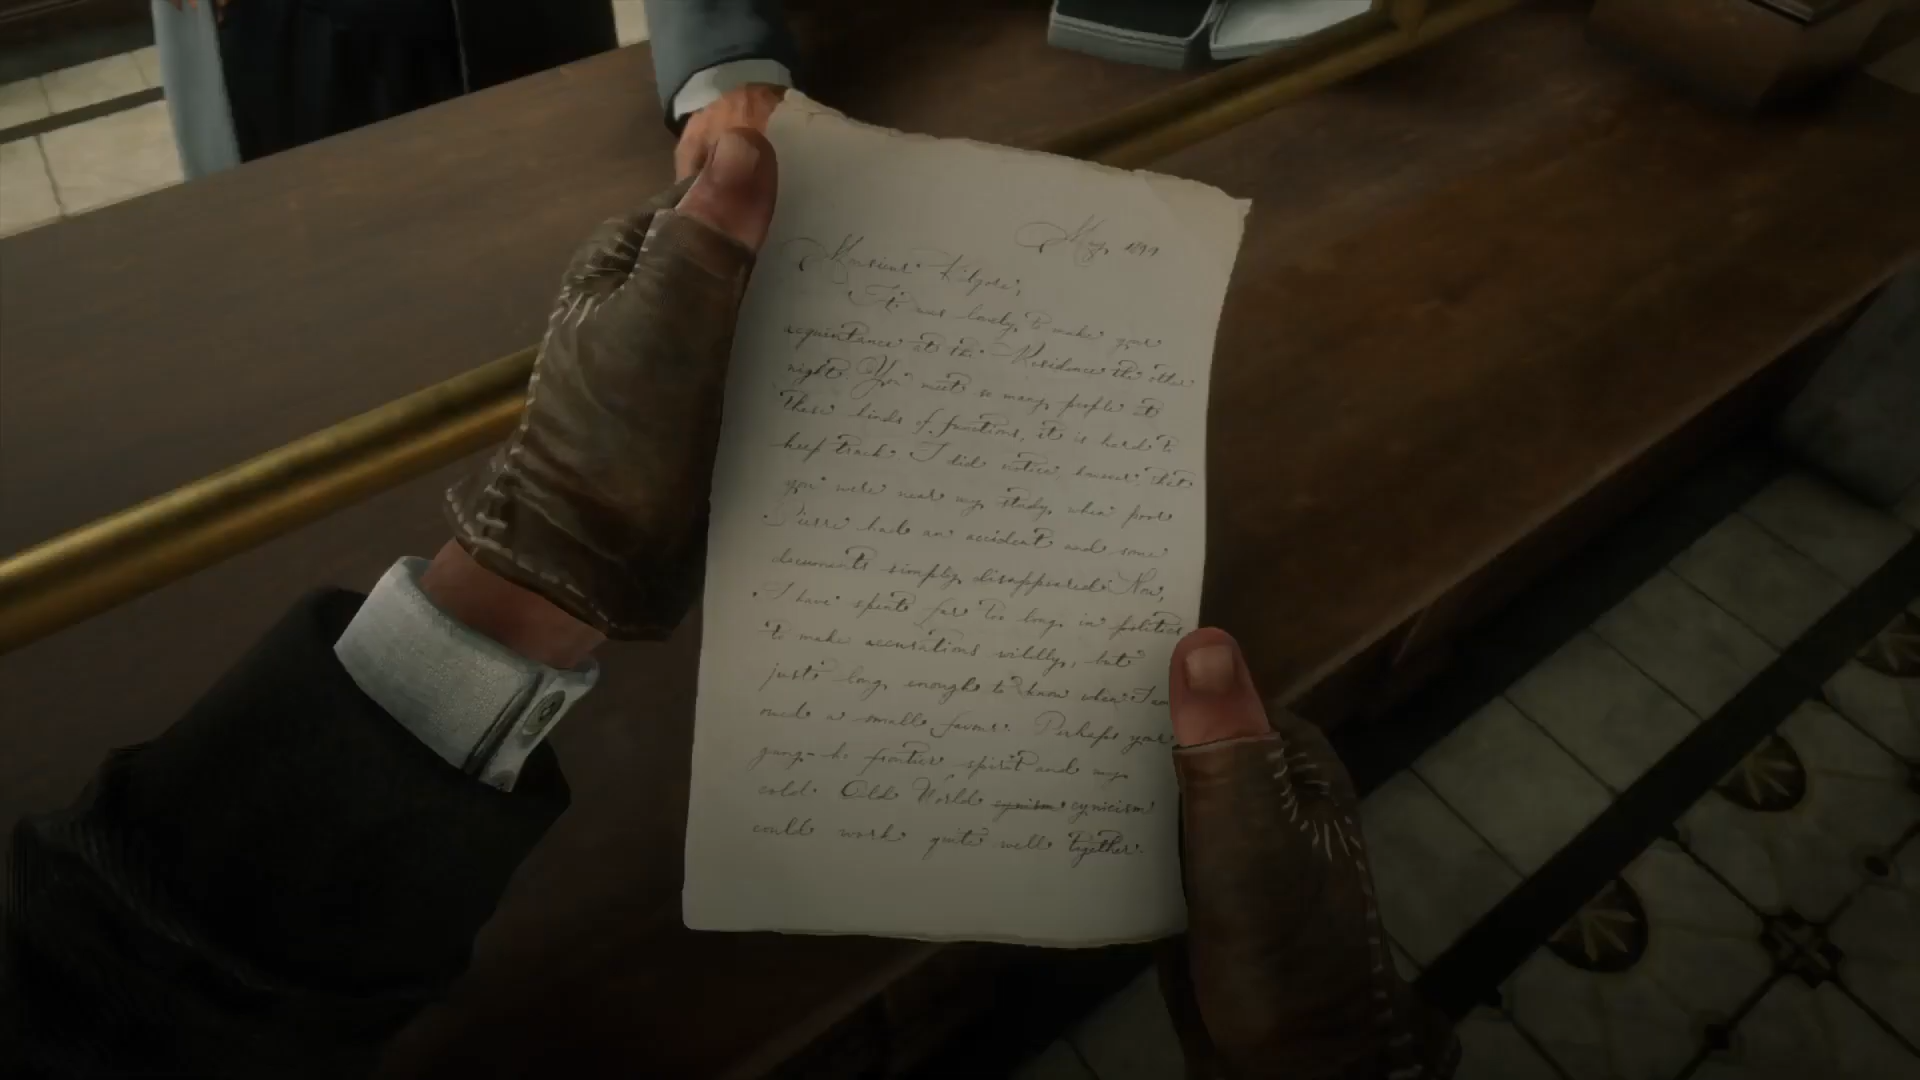 May, 1899
Monsieur Kilgore,
It was lovely, to make your
acquintance at the Residence the other
night. You meet so many, people at
these kinds of functions, it is hard to
keep track. I did notice, however, that
you were near my, study, when poor
Pierre had an accident and some
documents simply, disappeared. Now,
I have spent far too long, in politics
to make accusations wildly, but
just long, enough to know when I am
owed a small favor. Perhaps your
gung-ho frontier spirit and my
cold Old World cynism cynicism
could work quite well together.